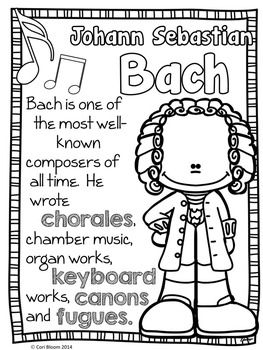 Johann Sebastian
Bach
Bach is one of
the most well-
known
composers of
all time. He
wrote
chorales,
chamber music,
organ works,
keyboard
works, canons
and fugues.
© Cori Bloom 2014